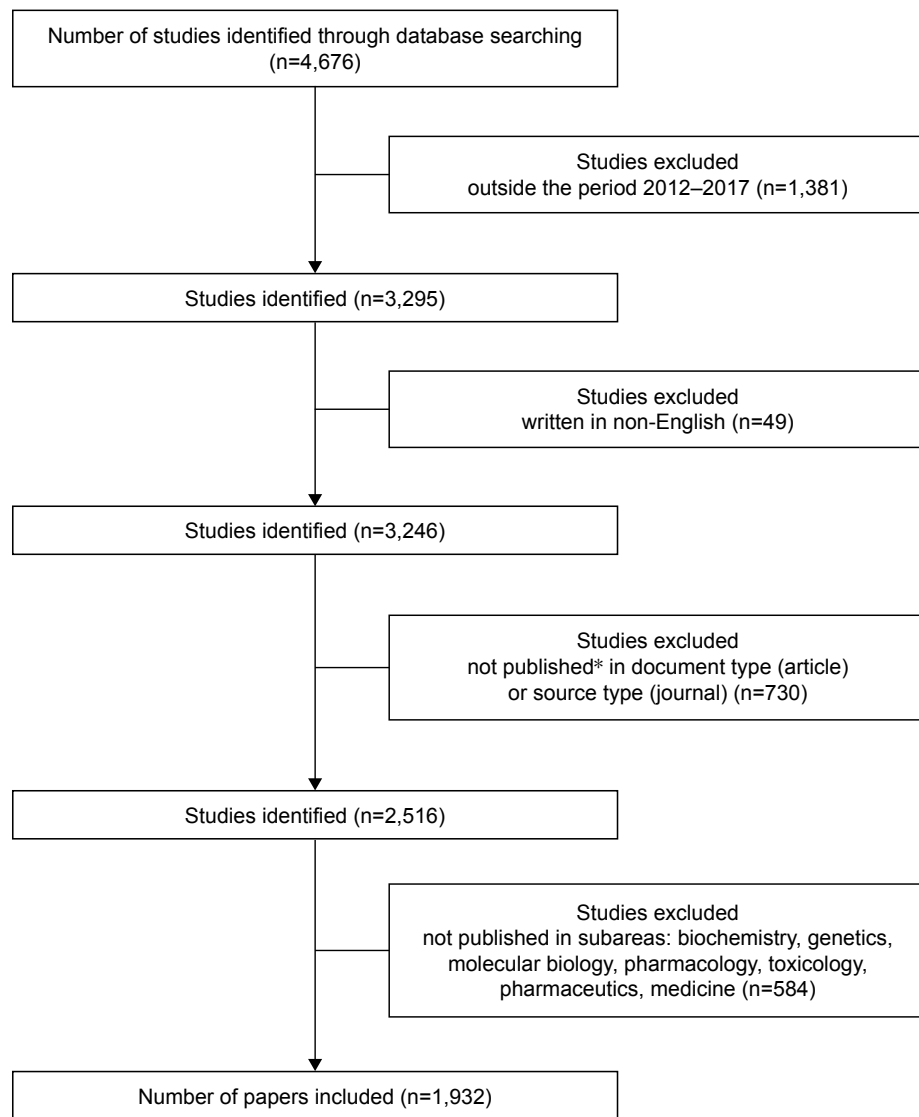 Number of studies identified through database searching
(n=4,676)
Studies excluded
outside the period 2012–2017 (n=1,381)
Studies identified (n=3,295)
Studies excluded
written in non-English (n=49)
Studies identified (n=3,246)
Studies excluded
not published* in document type (article)
or source type (journal) (n=730)
Studies identified (n=2,516)
Studies excluded
not published in subareas: biochemistry, genetics,
molecular biology, pharmacology, toxicology,
pharmaceutics, medicine (n=584)
Number of papers included (n=1,932)